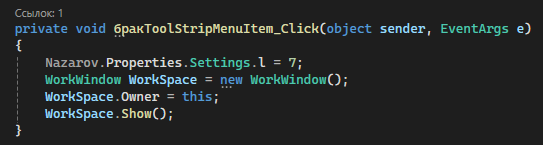 Ссылок: 1
private void бракToolStripMenuItem_Click(object sender, EventArgs e)
{
Nazarov.Properties.Settings.l = 7;
WorkWindow WorkSpace = new WorkWindow();
WorkSpace.Owner = this;
WorkSpace.Show();
}